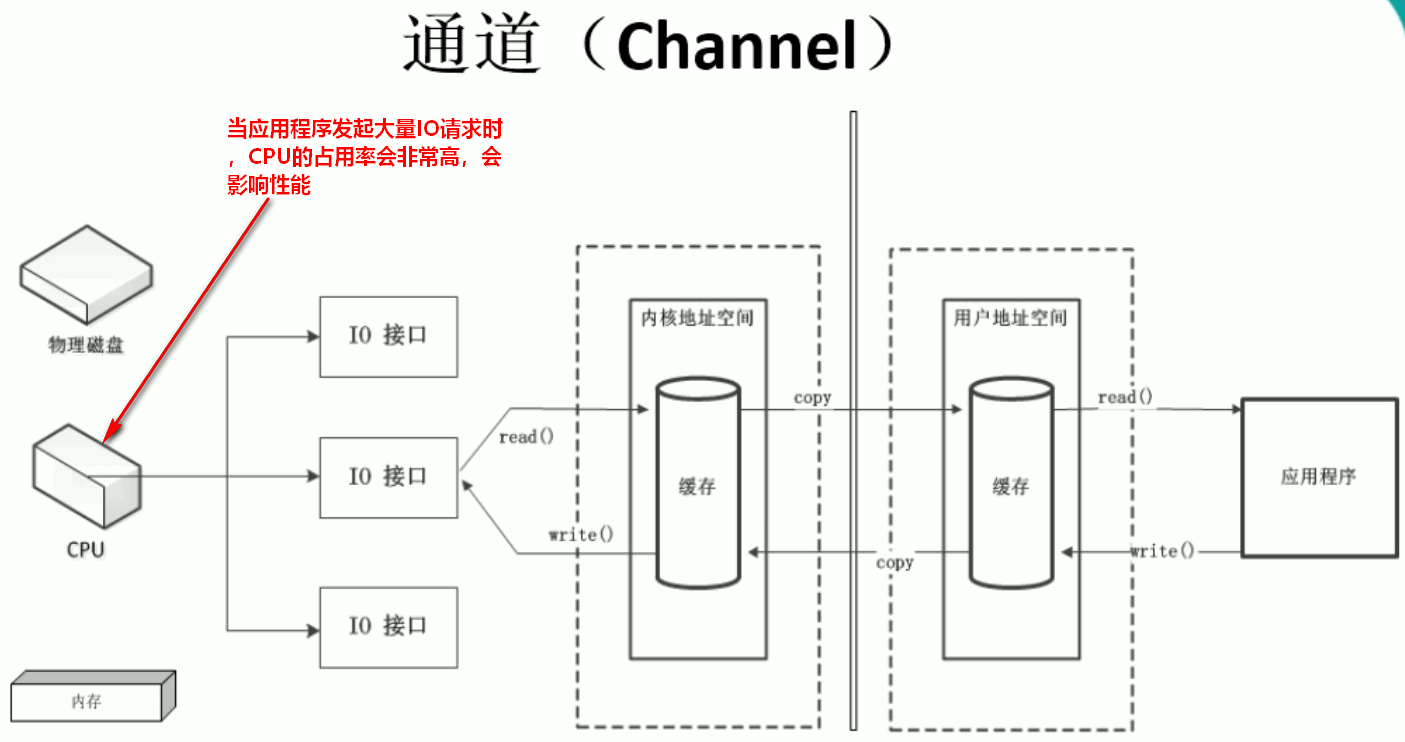 通道（Channel）
当应用程序发起大量IO请求时
，CPU的占用率会非常高，会
影响性能
物理磁盘
CPU
内存
IO 接口
IO 接口
IO 接口
read()
write()
内核地址空间
缓存
copy
copy
用户地址空间
缓存
read()
write()
应用程序